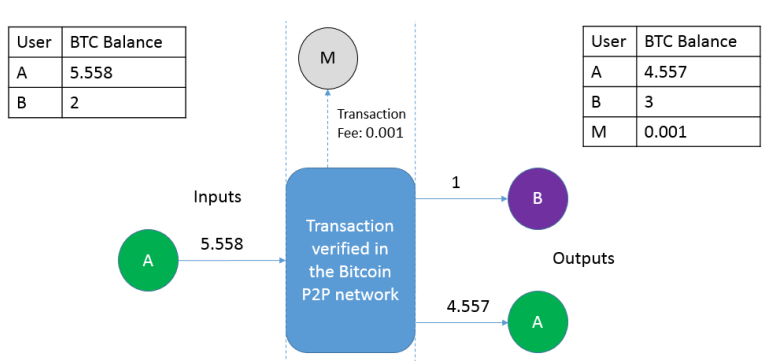 User BTC Balance
A 5.558
B 2
M
Transaction
Fee: 0.001
User BTC Balance
A 4.557
B 3
M 0.001
Inputs
A
5.558
Transaction
verified in
the Bitcoin
P2P network
1
B
Outputs
4.557
A